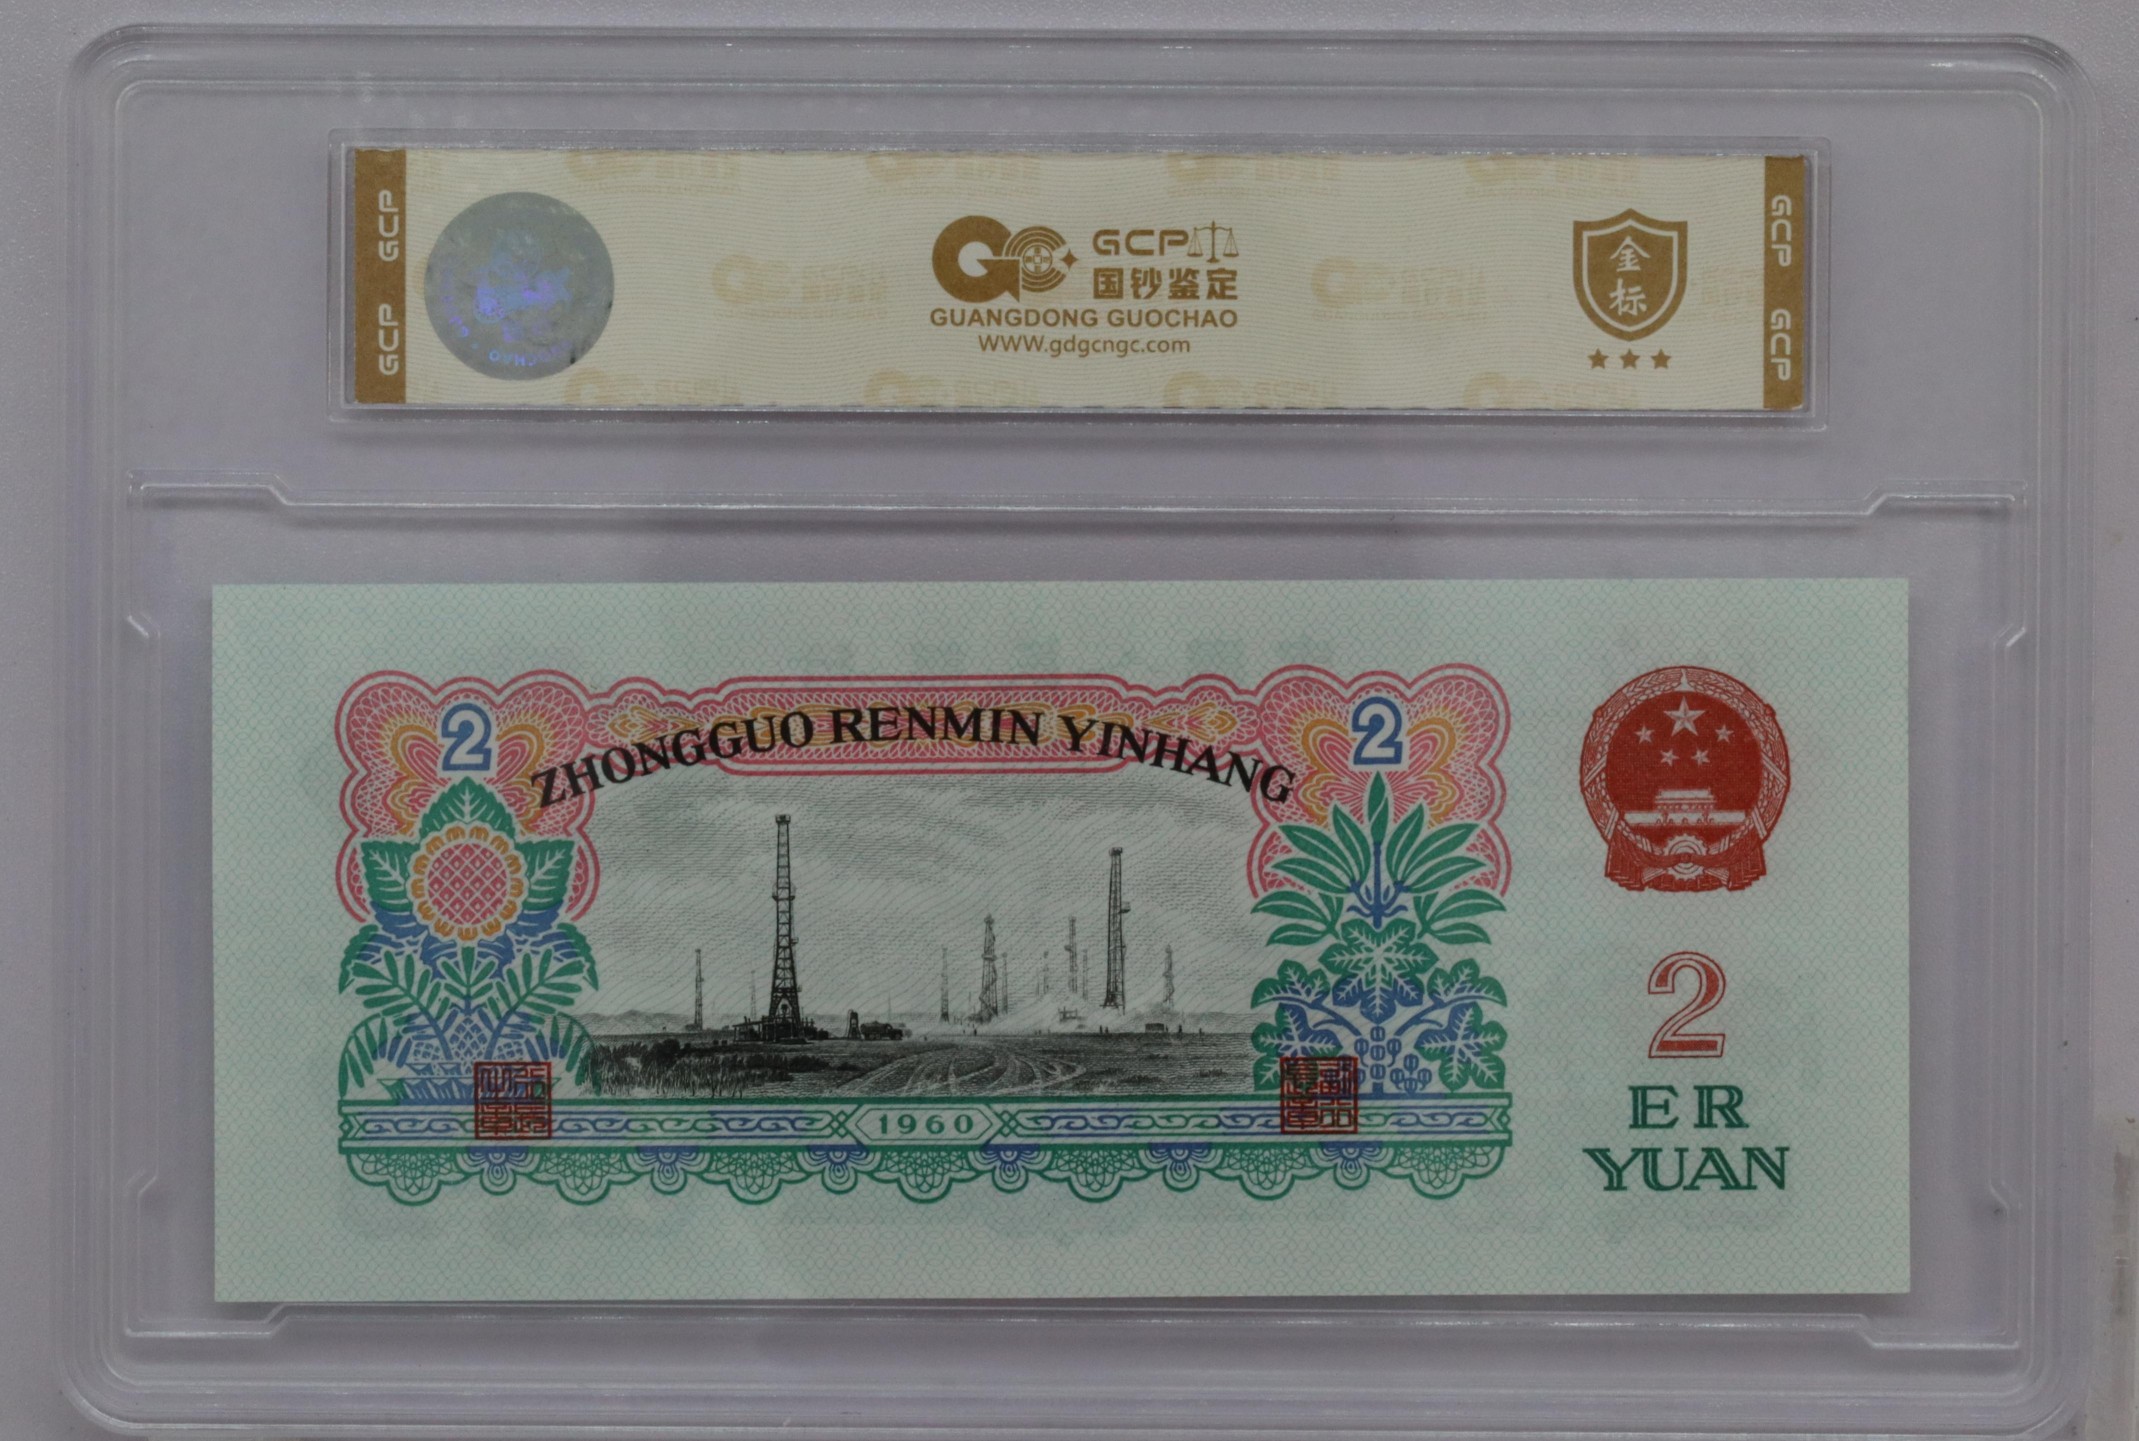 GCP
GCP
GCP
国钞鉴定
GUANGDONG GUOCHAO
www.gdgcngc.com
金
标
GCP
GCP
2
ZHONGGUO RENMIN YINHANG
2
1960
2
ER
YUAN